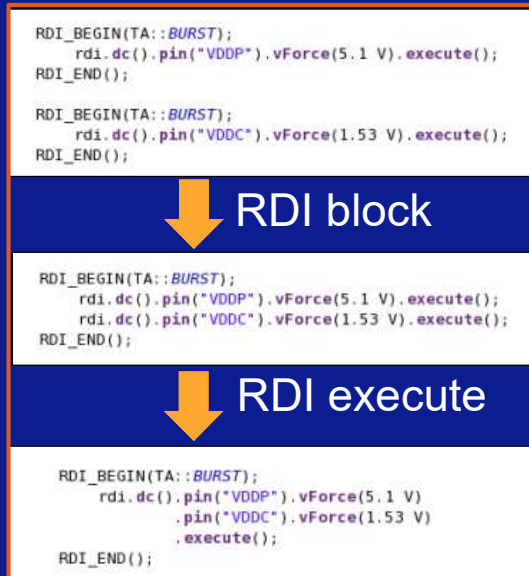 RDI_BEGIN(TA::BURST);
rdi.dc().pin("VDDP").vForce(5.1 V).execute();
RDI_END();
RDI_BEGIN(TA::BURST);
rdi.dc().pin("VDDC").vForce(1.53 V).execute();
RDI_END();
RDI block
RDI_BEGIN(TA::BURST);
rdi.dc().pin("VDDP").vForce(5.1 V).execute();
rdi.dc().pin("VDDC").vForce(1.53 V).execute();
RDI_END();
RDI execute
RDI_BEGIN(TA::BURST);
rdi.dc().pin("VDDP").vForce(5.1 V)
.pin("VDDC").vForce(1.53 V)
.execute();
RDI_END();